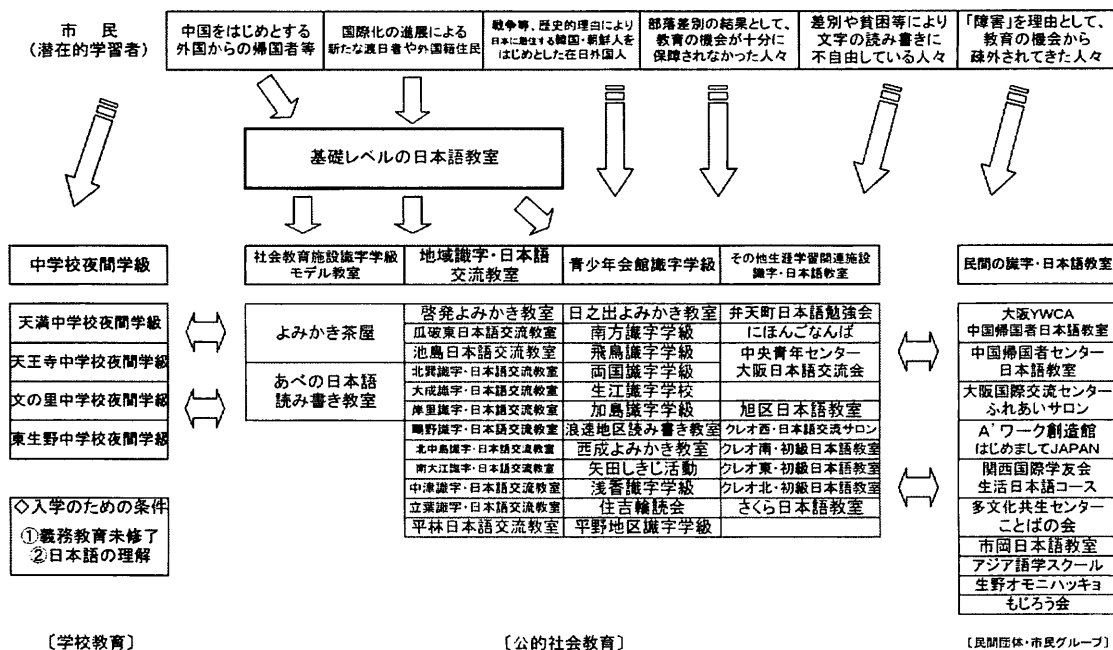 市 民
(潜在的学習者)
中国をはじめとする
外国からの帰国者等
国際化の進展による
新たな渡日者や外国籍住民
戦争等、歴史的理由により
日本に居住する韓国・朝鮮人を
はじめとした在日外国人
部落差別の結果として、
教育の機会が十分に
保障されなかった人々
差別や貧困等により
文字の読み書きに
不自由している人々
「障害」を理由として、
教育の機会から
疎外されてきた人々
基礎レベルの日本語教室
中学校夜間学級
天満中学校夜間学級
天王寺中学校夜間学級
文の里中学校夜間学級
東生野中学校夜間学級
◇入学のための条件
①義務教育未修了
②日本語の理解
社会教育施設識字学級
モデル教室
よみかき茶屋
あべの日本語
読み書き教室
地域識字・日本語
交流教室
啓発よみかき教室
瓜破東日本語交流教室
池島日本語交流教室
北巽識字・日本語交流教室
大成識字・日本語交流教室
岸里識字・日本語交流教室
鴫野識字・日本語交流教室
北中島識字・日本語交流教室
南大江識字・日本語交流教室
中津識字・日本語交流教室
立葉識字・日本語交流教室
平林日本語交流教室
青少年会館識字学級
日之出よみかき教室
南方識字学級
飛鳥識字学級
両国識字学級
生江識字学校
加島識字学級
浪速地区読み書き教室
西成よみかき教室
矢田しきじ活動
浅香識字学級
住吉輪読会
平野地区識字学級
その他生涯学習関連施設
識字・日本語教室
弁天町日本語勉強会
にほんごなんば
中央青年センター
大阪日本語交流会
旭区日本語教室
クレオ西・日本語交流サロン
クレオ南・初級日本語教室
クレオ東・初級日本語教室
クレオ北・初級日本語教室
さくら日本語教室
民間の識字・日本語教室
大阪YWCA
中国帰国者日本語教室
中国帰国者センター
日本語教室
大阪国際交流センター
ふれあいサロン
A'ワーク創造館
はじめましてJAPAN
関西国際学友会
生活日本語コース
多文化共生センター
ことばの会
市岡日本語教室
アジア語学スクール
生野オモニハッキョ
もじろう会
〔学校教育〕
〔公的社会教育〕
〔民間団体・市民グループ〕